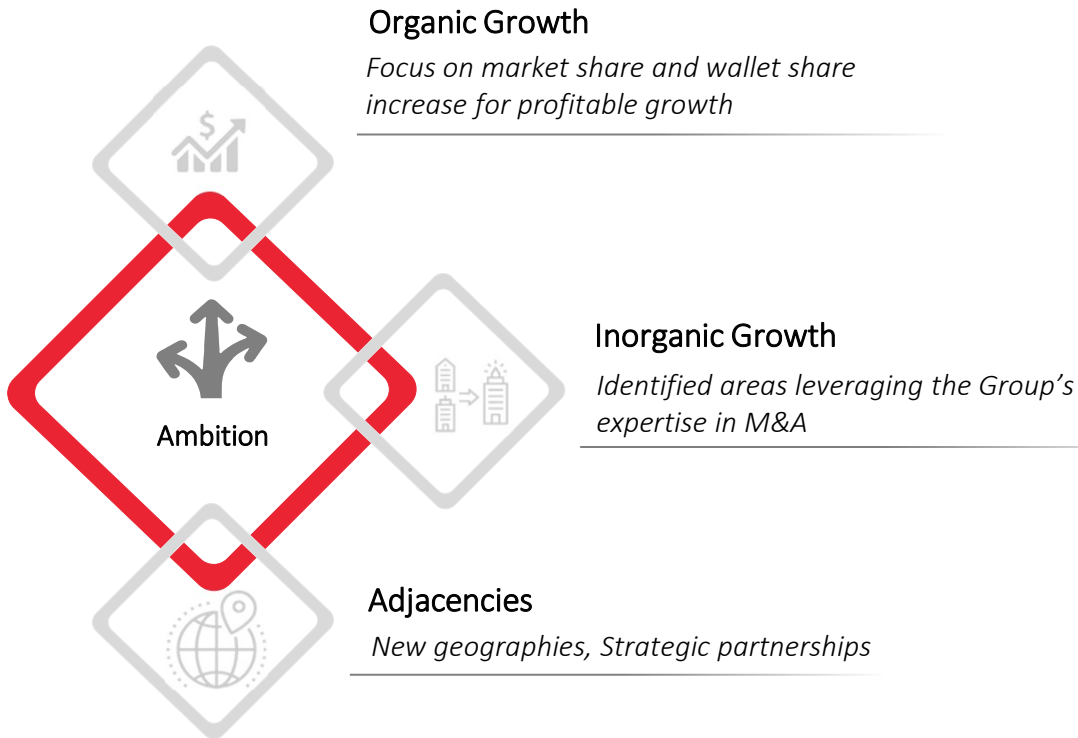 Organic Growth
Focus on market share and wallet share
increase for profitable growth
$
Ambition
Inorganic Growth
Identified areas leveraging the Group’s
expertise in M&A
Adjacencies
New geographies, Strategic partnerships